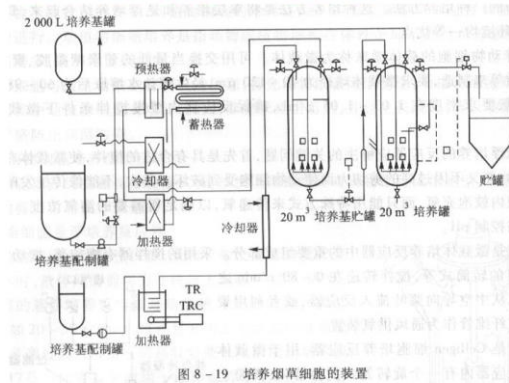 2 000 L 培养基罐
预热器
蓄热器
冷却器
加热器
培养基配制罐
20 m³ 培养基贮罐
20 m³ 培养罐
贮罐
冷却器
TR
TRC
加热器
培养基配制罐
图 8-19 培养烟草细胞的装置